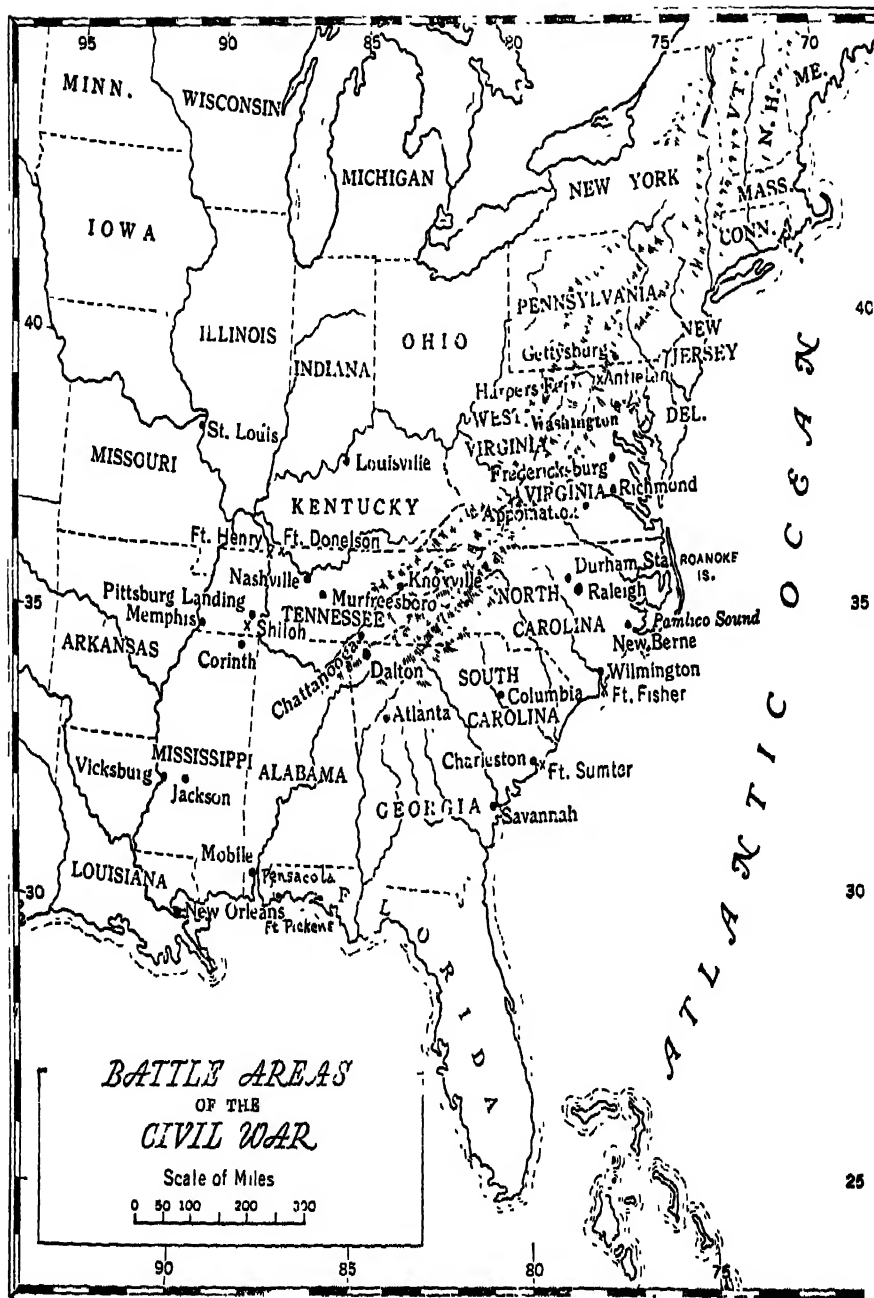 95 90 85 80 75 70
MINN.
WISCONSIN
MICHIGAN
NEW YORK
VT.
N.H.
ME.
MASS.
CONN.
IOWA
PENNSYLVANIA
40
40
ILLINOIS
INDIANA
OHIO
NEW
JERSEY
Gettysburg
Harpers Ferry
Antietam
WEST
VIRGINIA
Washington
DEL.
St. Louis
MISSOURI
Louisville
Fredericksburg
KENTUCKY
VIRGINIA
Richmond
Appomattox
Ft. Henry
Ft. Donelson
Nashville
Knoxville
Durham Sta.
ROANOKE
IS.
Pittsburg Landing
Murfreesboro
NORTH
Raleigh
35
35
Memphis
Shiloh
TENNESSEE
CAROLINA
Pamlico Sound
New Berne
ARKANSAS
Corinth
Chattanooga
Dalton
SOUTH
CAROLINA
Columbia
Wilmington
Ft. Fisher
Atlanta
MISSISSIPPI
Vicksburg
Jackson
ALABAMA
Charleston
Ft. Sumter
GEORGIA
Savannah
Mobile
Pensacola
LOUISIANA
30
30
New Orleans
Ft Pickens
FLORIDA
ATLANTIC OCEAN
BATTLE AREAS
OF THE
CIVIL WAR
Scale of Miles
0 50 100 200 300
25
90 85 80 75